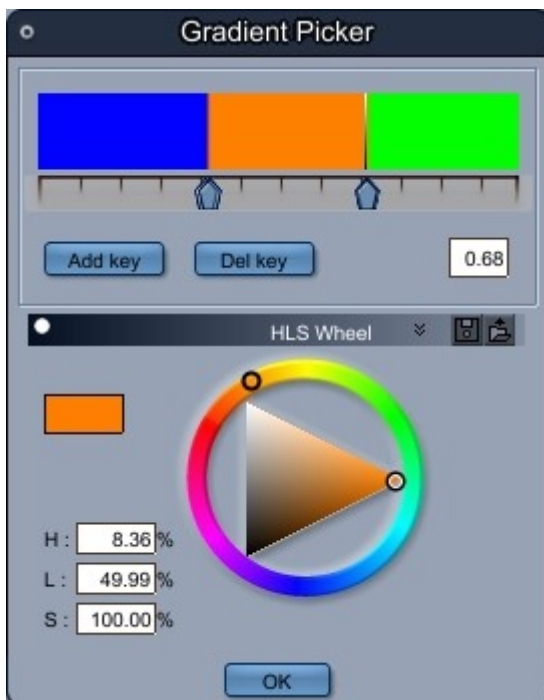 Gradient Picker
Add key Del key 0.68
HLS Wheel
H : 8.36 %
L : 49.99 %
S : 100.00 %
OK